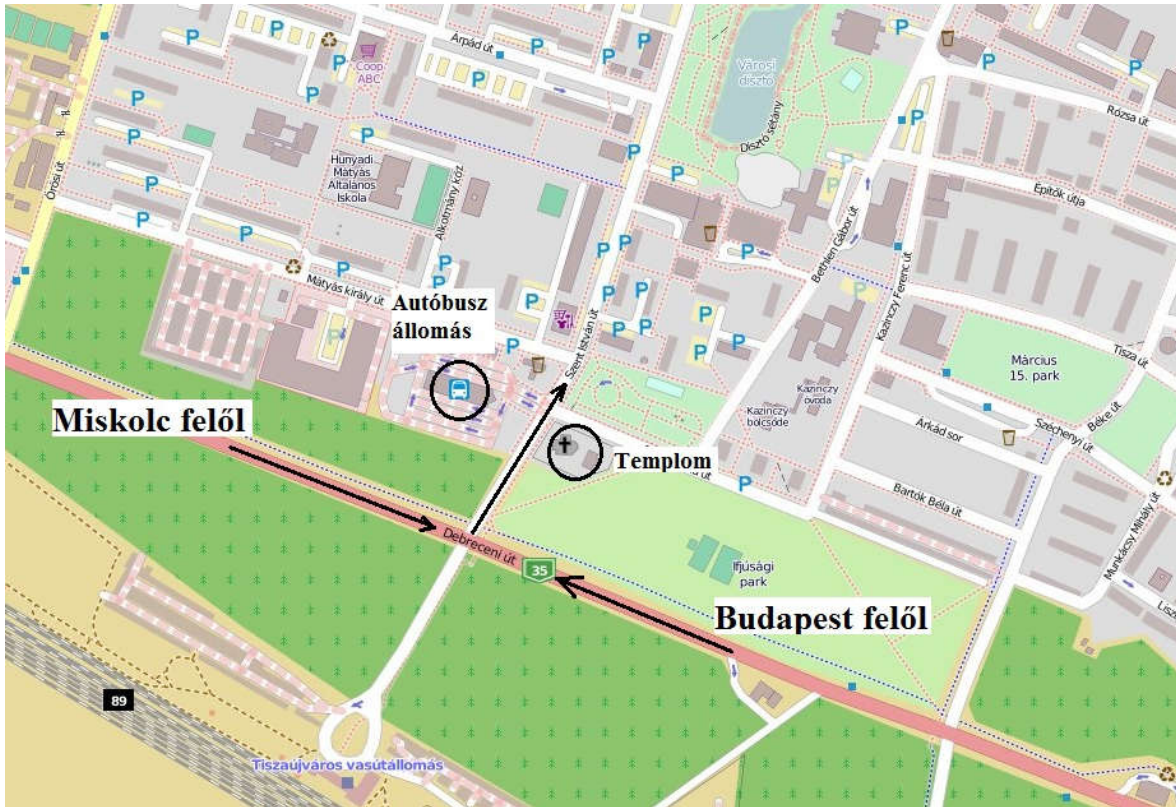 P
P
P
P
Árpád út
P
P
Coop
ABC
P
P
P
Városi
dísztó
Dísztó sétány
P
P
Rózsa út
P
P
P
Hunyadi
Mátyás
Általános
Iskola
Alkotmány köz
Örösi út
P
P
P
P
Építők útja
Bethlen Gábor út
Kazinczy Ferenc út
P
P
P
P
P
Mátyás király út
P
P
Autóbusz
állomás
P
P
P
P
P
P
P
P
Szent István út
Tisza út
Március
15. park
Kazinczy
óvoda
Kazinczy
bölcsőde
Béke út
Széchenyi út
Árkád sor
Miskolc felől
Templom
út
P
Bartók Béla út
Munkácsy Mihály út
Debreceni út
35
Ifjúsági
park
Budapest felől
89
Tiszaújváros vasútállomás